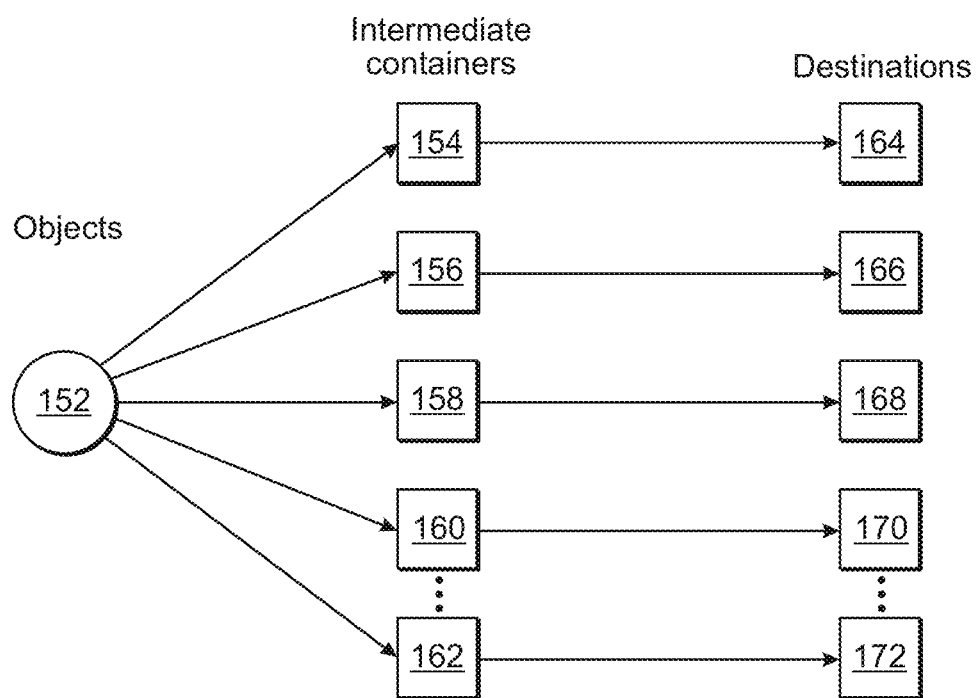 Intermediate
containers
Destinations
154
164
Objects
156
166
152
158
168
160
170
162
172